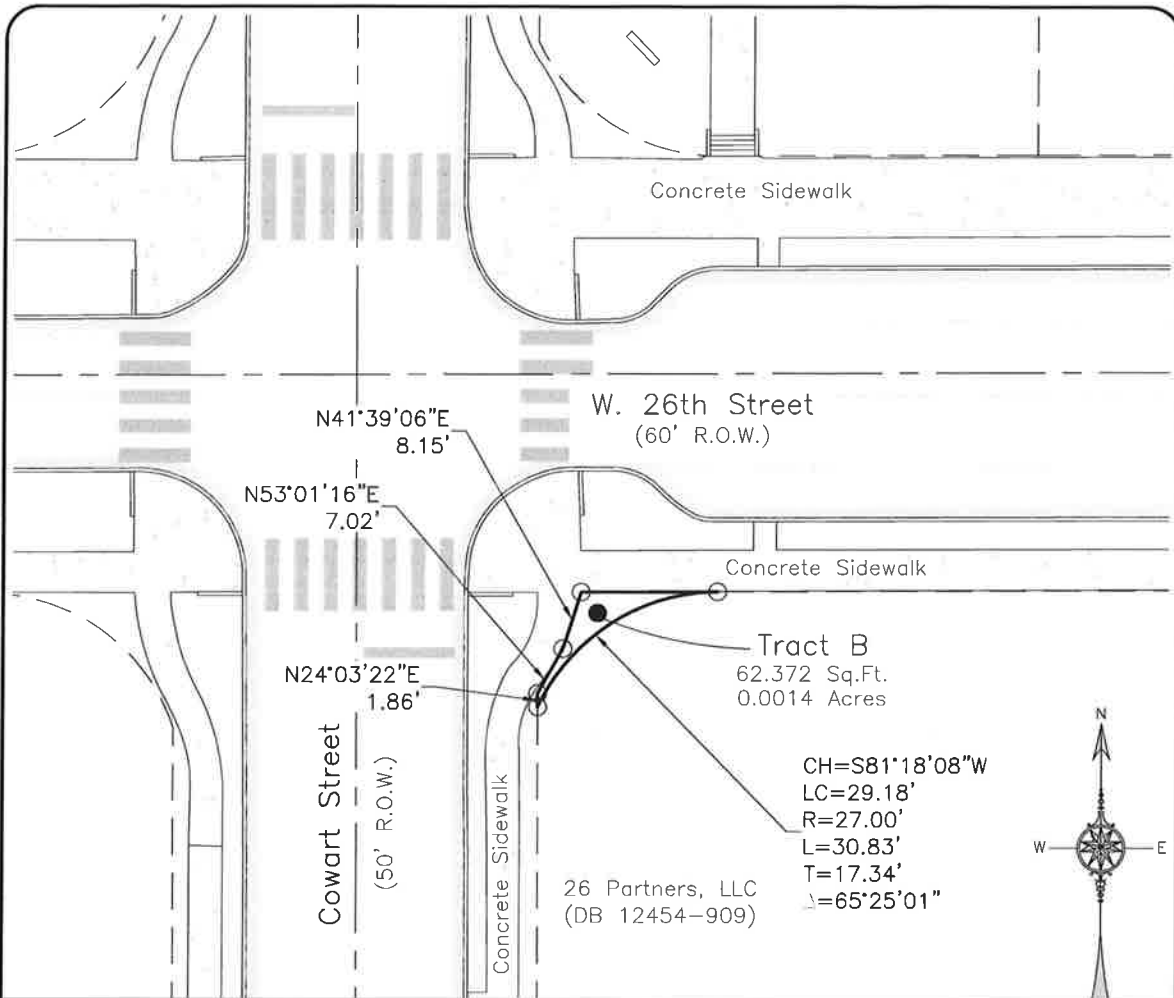 Concrete Sidewalk
W. 26th Street
(60' R.O.W.)
N41°39'06"E
8.15'
N53°01'16"E
7.02'
Concrete Sidewalk
Tract B
62.372 Sq.Ft.
0.0014 Acres
N24°03'22"E
1.86'
Cowart Street
(50' R.O.W.)
Concrete Sidewalk
26 Partners, LLC
(DB 12454-909)
CH=S81°18'08"W
LC=29.18'
R=27.00'
L=30.83'
T=17.34'
Δ=65°25'01"
N
W
E